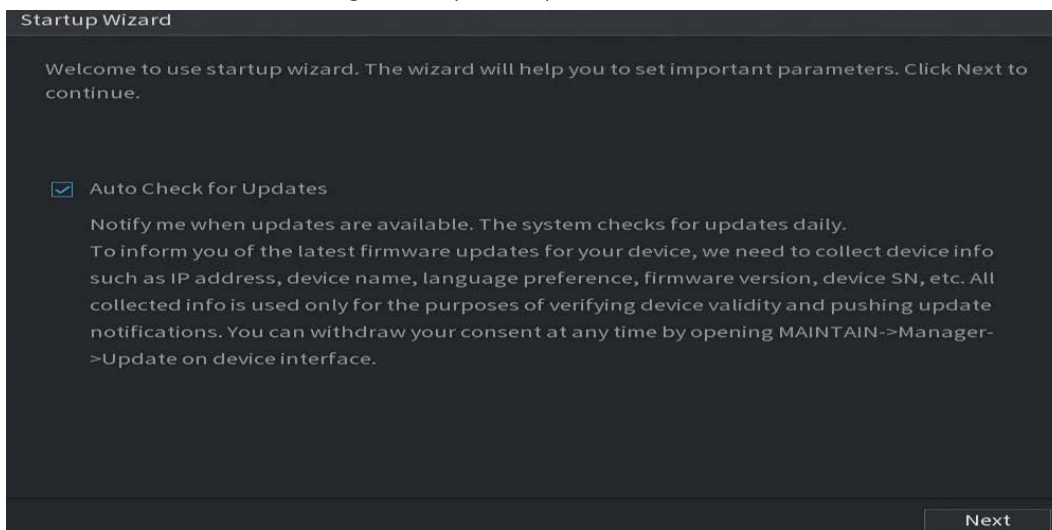 Startup Wizard
Welcome to use startup wizard. The wizard will help you to set important parameters. Click Next to
continue.
Auto Check for Updates
Notify me when updates are available. The system checks for updates daily.
To inform you of the latest firmware updates for your device, we need to collect device info
such as IP address, device name, language preference, firmware version, device SN, etc. All
collected info is used only for the purposes of verifying device validity and pushing update
notifications. You can withdraw your consent at any time by opening MAINTAIN->Manager-
>Update on device interface.
Next